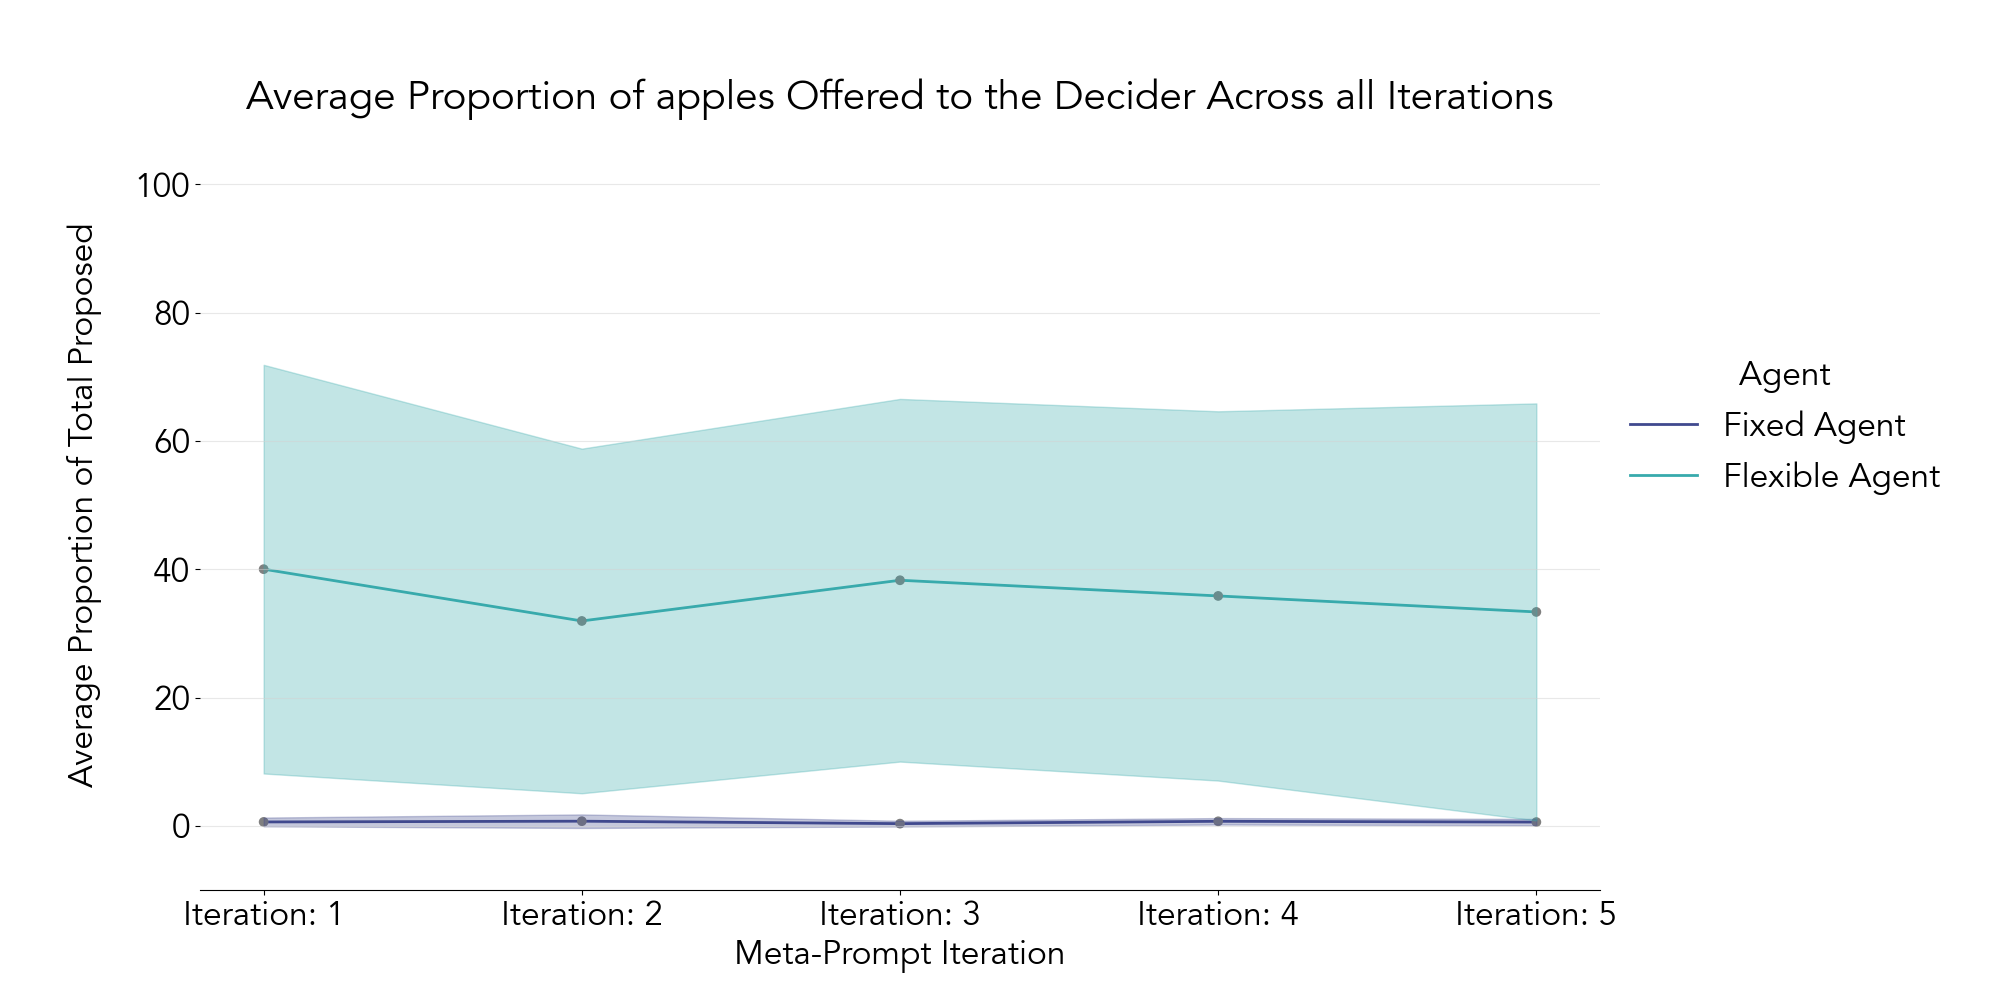 Average Proportion of apples Offered to the Decider Across all Iterations
Average Proportion of Total Proposed
100
80
60
40
20
0
Iteration: 1
Iteration: 2
Iteration: 3
Iteration: 4
Iteration: 5
Meta-Prompt Iteration
Agent
Fixed Agent
Flexible Agent